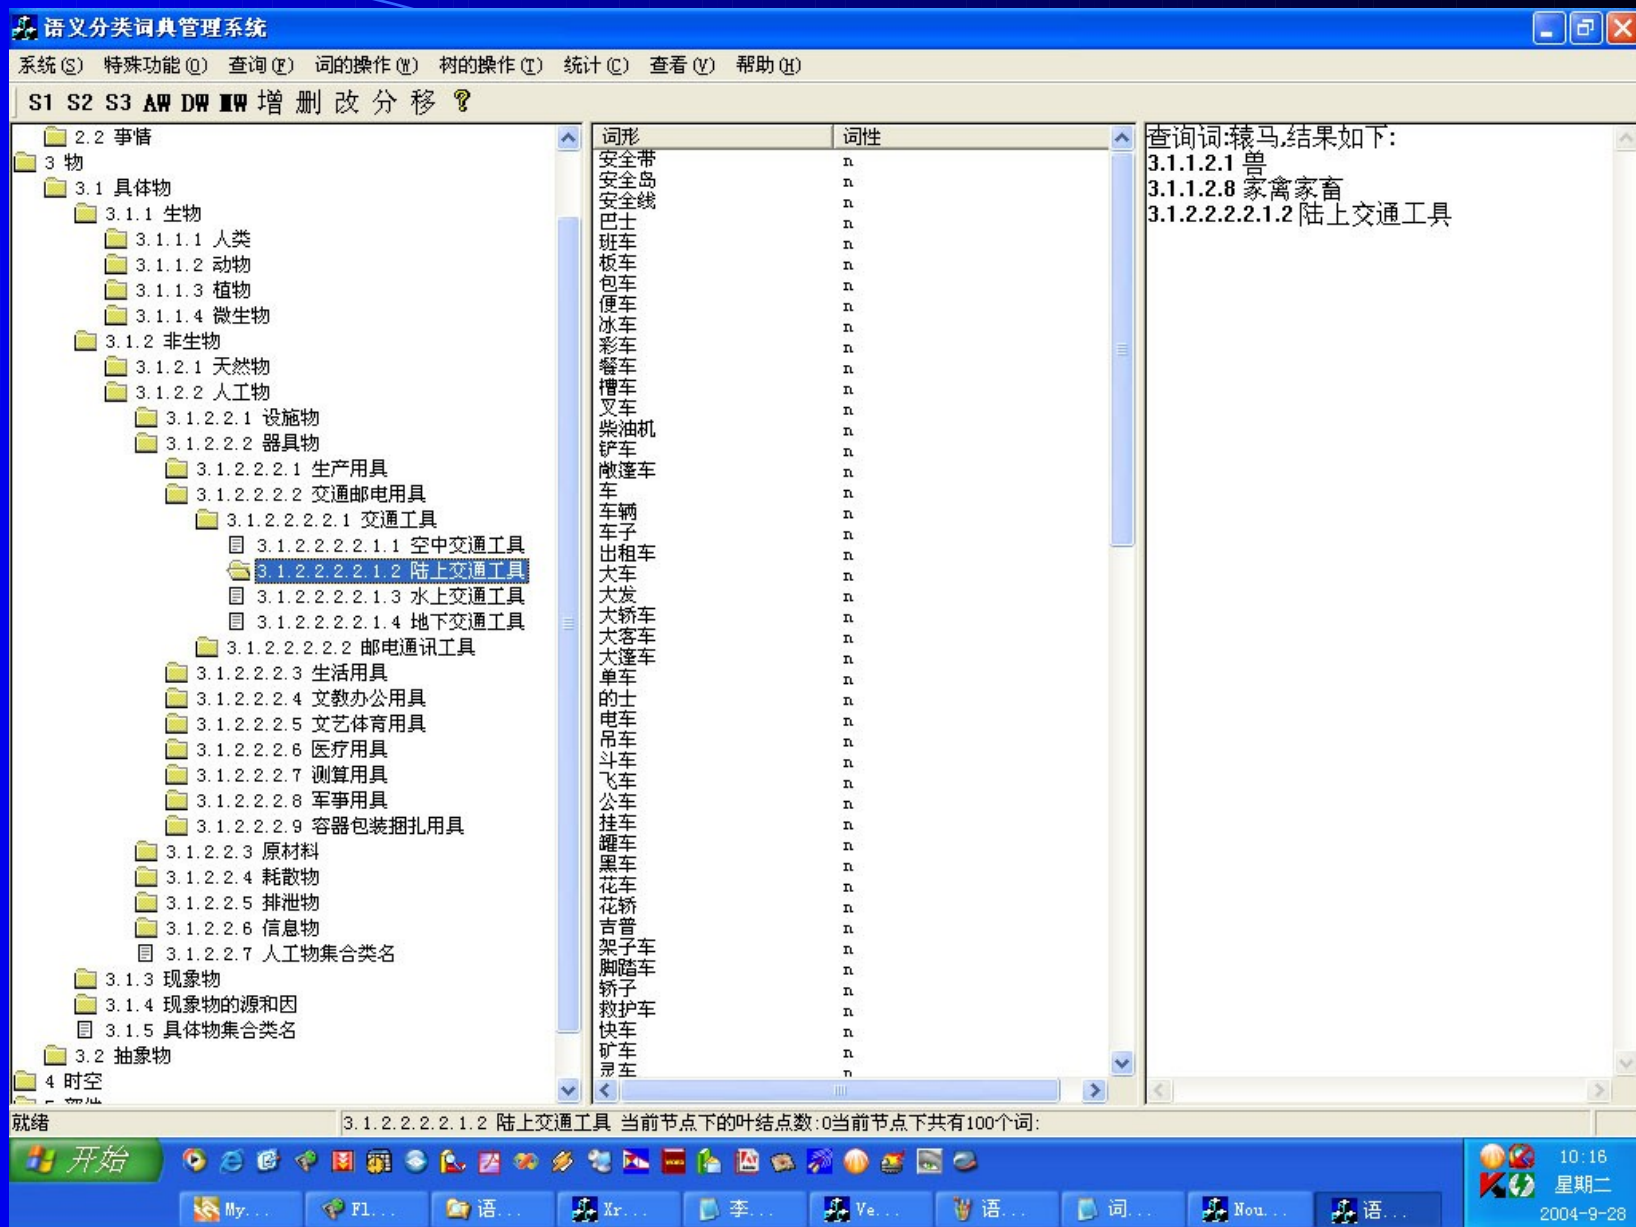 语义分类词典管理系统
系统(S) 特殊功能(O) 查询(F) 词的操作(W) 树的操作(T) 统计(C) 查看(V) 帮助(H)
S1 S2 S3 AW DW MW 增 删 改 分 移
2.2 事情
3 物
3.1 具体物
3.1.1 生物
3.1.1.1 人类
3.1.1.2 动物
3.1.1.3 植物
3.1.1.4 微生物
3.1.2 非生物
3.1.2.1 天然物
3.1.2.2 人工物
3.1.2.2.1 设施物
3.1.2.2.2 器具物
3.1.2.2.2.1 生产用具
3.1.2.2.2.2 交通邮电用具
3.1.2.2.2.2.1 交通工具
3.1.2.2.2.2.1.1 空中交通工具
3.1.2.2.2.2.1.2 陆上交通工具
3.1.2.2.2.2.1.3 水上交通工具
3.1.2.2.2.2.1.4 地下交通工具
3.1.2.2.2.2.2 邮电通讯工具
3.1.2.2.2.3 生活用具
3.1.2.2.2.4 文教办公用具
3.1.2.2.2.5 文艺体育用具
3.1.2.2.2.6 医疗用具
3.1.2.2.2.7 测算用具
3.1.2.2.2.8 军事用具
3.1.2.2.2.9 容器包装捆扎用具
3.1.2.2.3 原材料
3.1.2.2.4 耗散物
3.1.2.2.5 排泄物
3.1.2.2.6 信息物
3.1.2.2.7 人工物集合类名
3.1.3 现象物
3.1.4 现象物的源和因
3.1.5 具体物集合类名
3.2 抽象物
4 时空
词形 词性
安全带 n
安全岛 n
安全线 n
巴士 n
班车 n
板车 n
包车 n
便车 n
冰车 n
彩车 n
餐车 n
槽车 n
叉车 n
柴油机 n
铲车 n
敞篷车 n
车 n
车辆 n
车子 n
出租车 n
大车 n
大发 n
大轿车 n
大客车 n
大篷车 n
单车 n
的士 n
电车 n
吊车 n
斗车 n
飞车 n
公车 n
挂车 n
罐车 n
黑车 n
花车 n
花轿 n
吉普 n
架子车 n
脚踏车 n
轿子 n
救护车 n
快车 n
矿车 n
灵车 n
查询词:辕马,结果如下:
3.1.1.2.1 兽
3.1.1.2.8 家禽家畜
3.1.2.2.2.2.1.2 陆上交通工具
就绪 3.1.2.2.2.2.1.2 陆上交通工具 当前节点下的叶结点数:0当前节点下共有100个词:
开始
10:16
星期二
2004-9-28
My... Fl... 语... Xr... 李... Ve... 语... 词... Nou... 语...